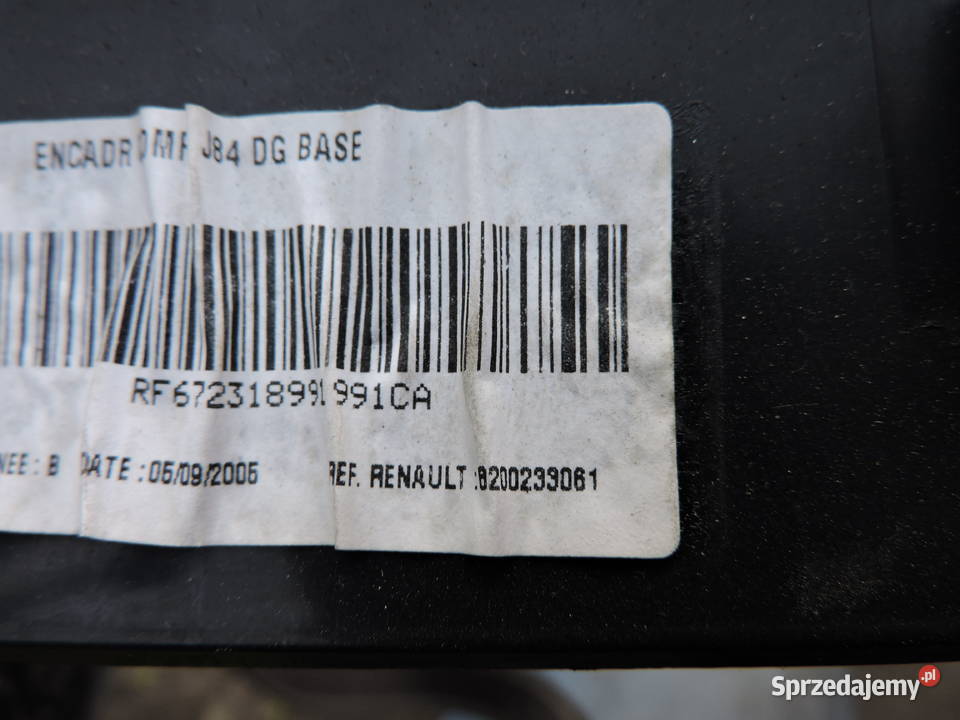 ENCADR J84 DG BASE
RF672318991991CA
NEE : B DATE : 05/09/2005 REF. RENAULT :8200233061
Sprzedajemy.pl